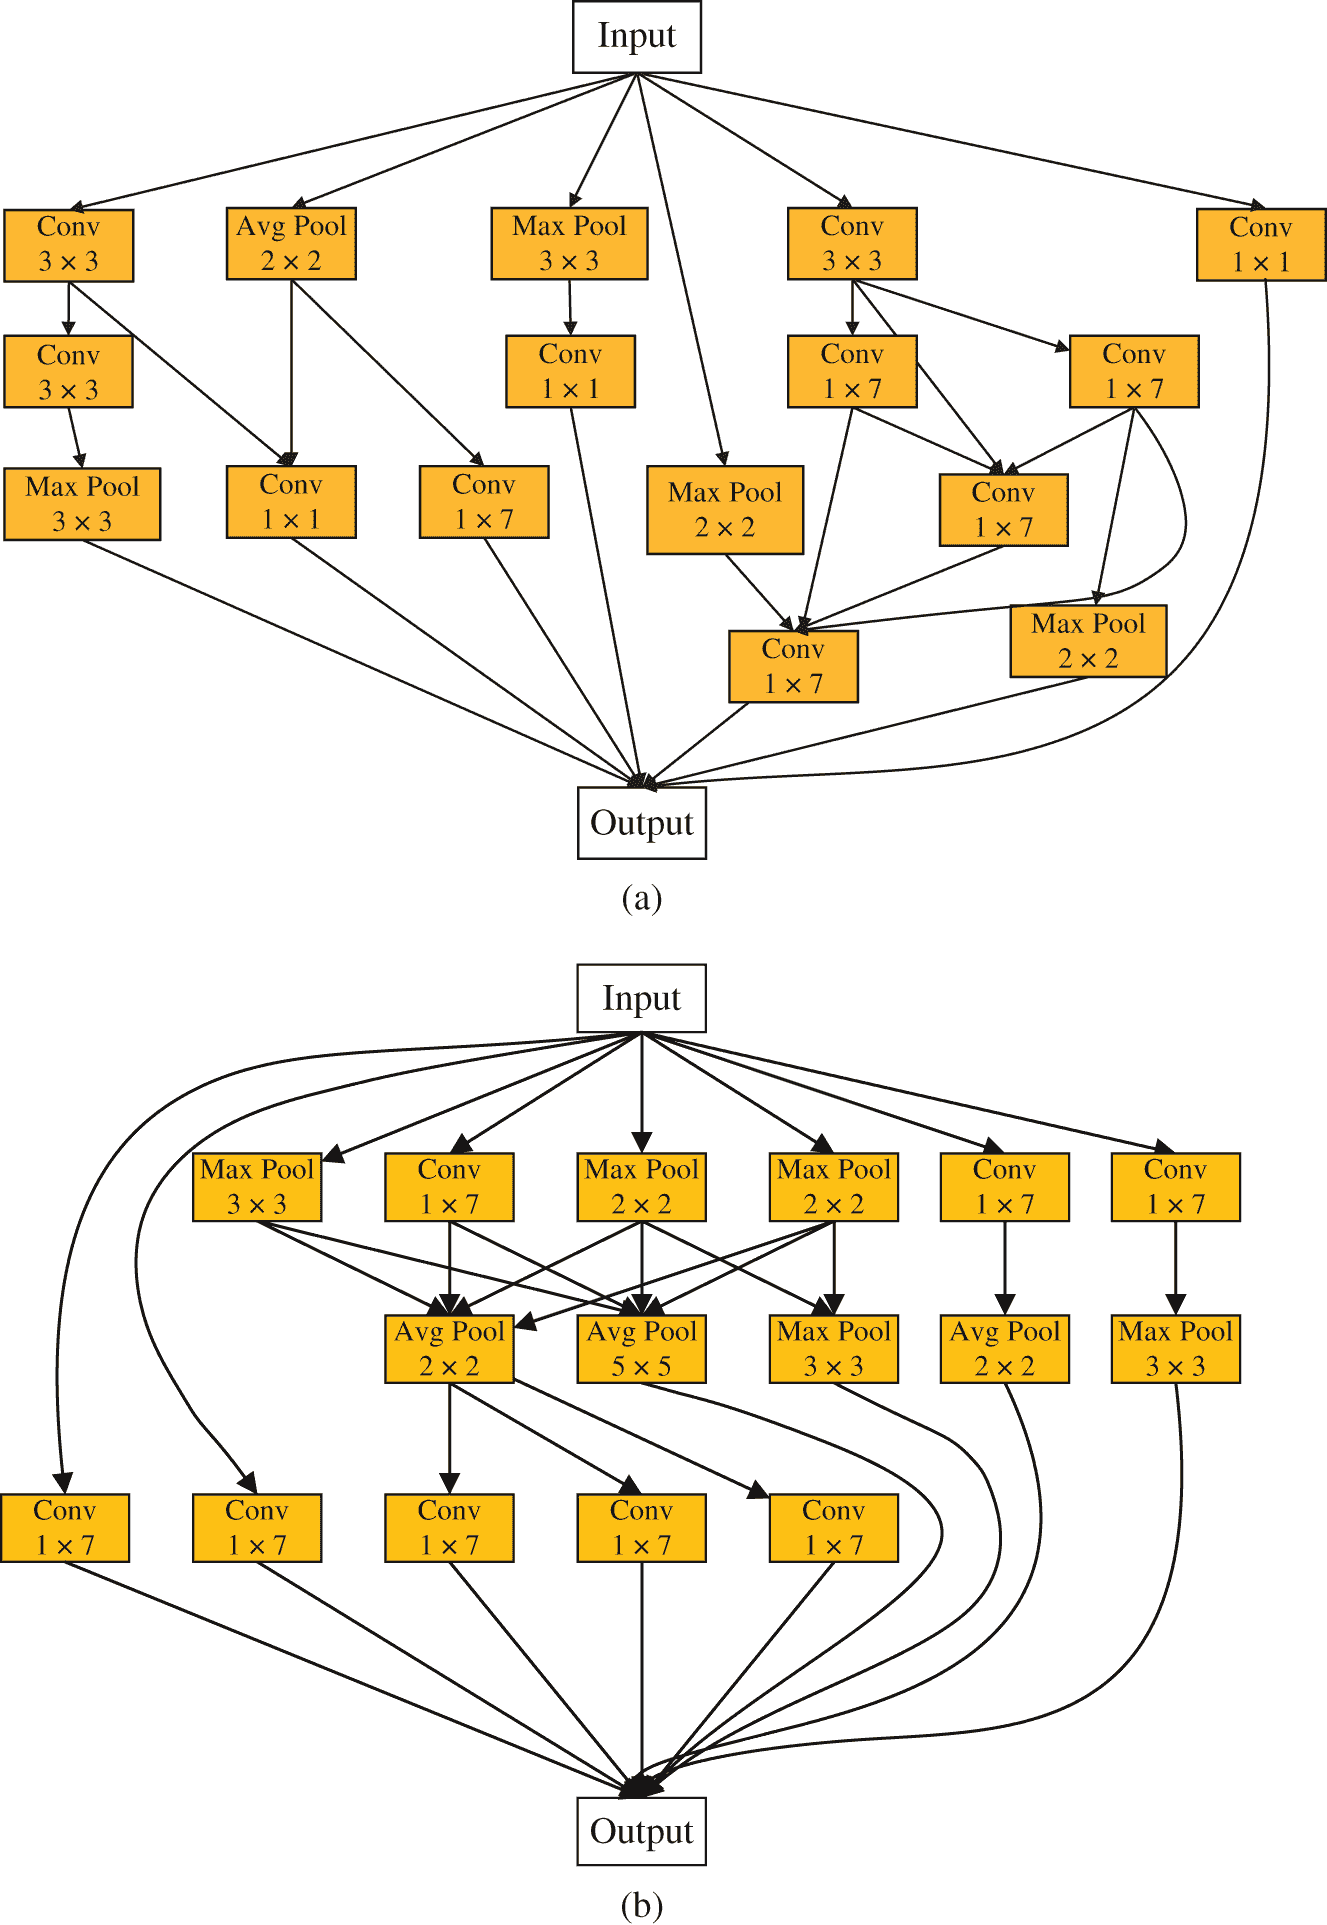 Input
Conv
3 × 3
Avg Pool
2 × 2
Max Pool
3 × 3
Conv
3 × 3
Conv
1 × 1
Conv
3 × 3
Conv
1 × 1
Conv
1 × 7
Conv
1 × 7
Max Pool
3 × 3
Conv
1 × 1
Conv
1 × 7
Max Pool
2 × 2
Conv
1 × 7
Conv
1 × 7
Max Pool
2 × 2
Output
(a)
Input
Max Pool
3 × 3
Conv
1 × 7
Max Pool
2 × 2
Max Pool
2 × 2
Conv
1 × 7
Conv
1 × 7
Avg Pool
2 × 2
Avg Pool
5 × 5
Max Pool
3 × 3
Avg Pool
2 × 2
Max Pool
3 × 3
Conv
1 × 7
Conv
1 × 7
Conv
1 × 7
Conv
1 × 7
Conv
1 × 7
Output
(b)